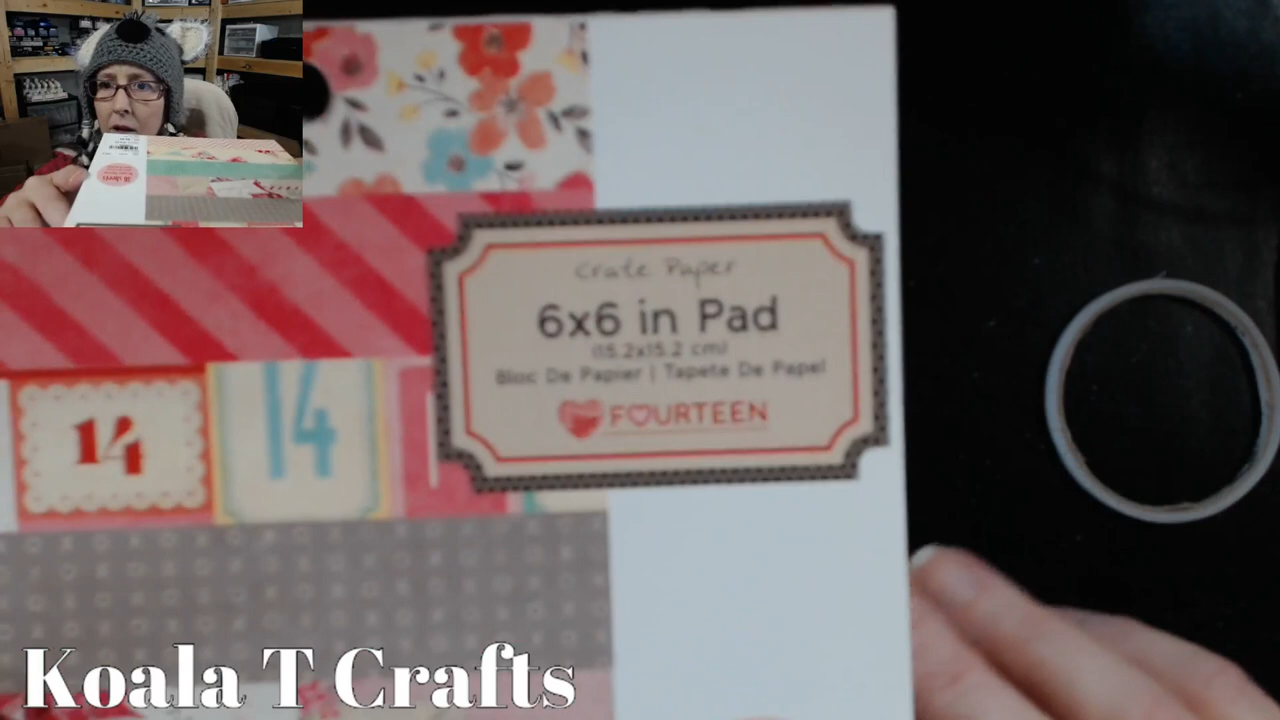 Crate Paper
6x6 in Pad
(15.2x15.2 cm)
Bloc De Papier | Tapete De Papel
FOURTEEN
14
14
Koala T Crafts